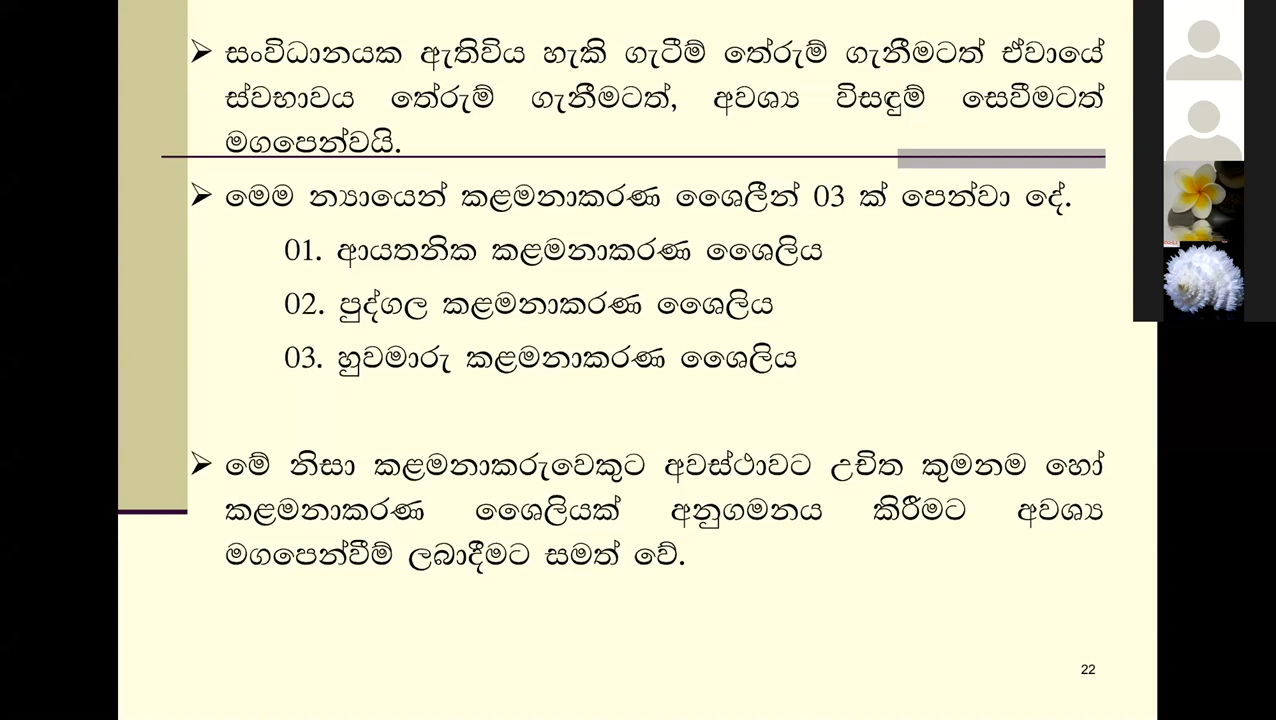 ➢ සංවිධානයක ඇතිවිය හැකි ගැටීම් තේරුම් ගැනීමටත් ඒවායේ
ස්වභාවය තේරුම් ගැනීමටත්, අවශ්‍ය විසඳුම් සෙවීමටත්
මගපෙන්වයි.
➢ මෙම න්‍යායෙන් කළමනාකරණ ශෛලීන් 03 ක් පෙන්වා දේ.
01. ආයතනික කළමනාකරණ ශෛලිය
02. පුද්ගල කළමනාකරණ ශෛලිය
03. හුවමාරු කළමනාකරණ ශෛලිය
➢ මේ නිසා කළමනාකරුවෙකුට අවස්ථාවට උචිත කුමනම හෝ
කළමනාකරණ ශෛලියක් අනුගමනය කිරීමට අවශ්‍ය
මගපෙන්වීම් ලබාදීමට සමත් වේ.
22